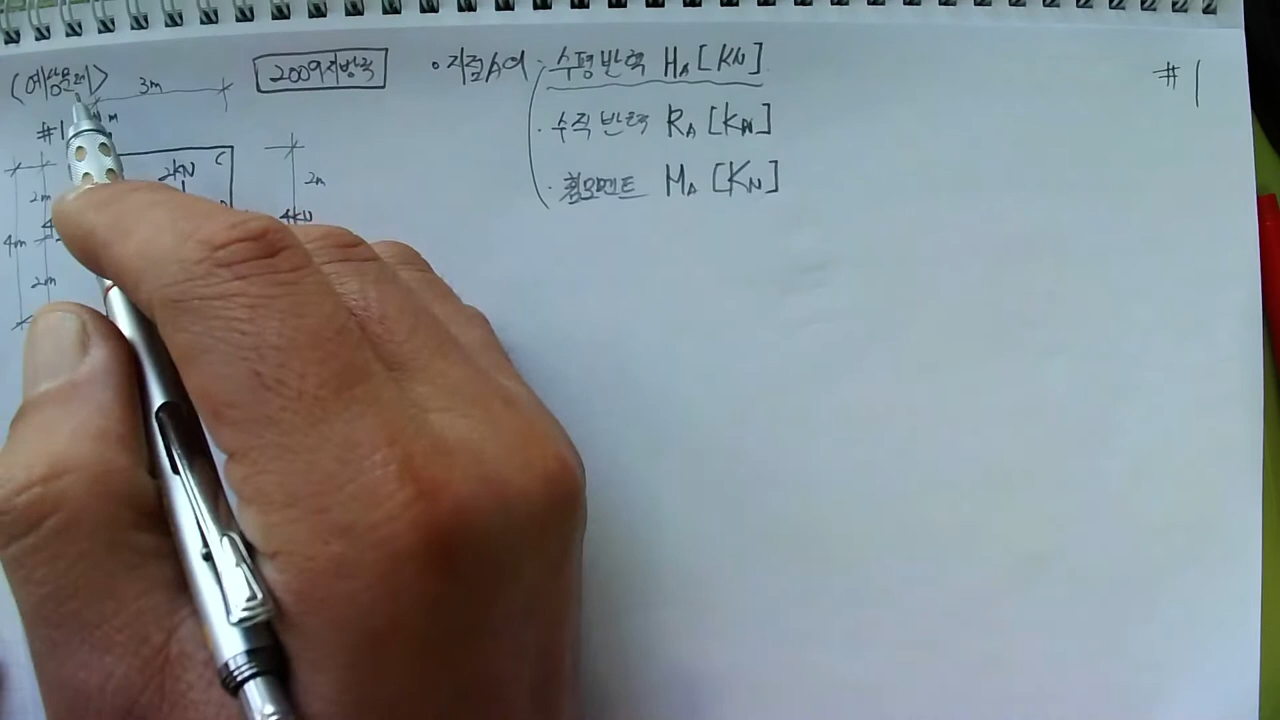 (예상문제)
3m
2009지방직
#1
m
C
2kN
2m
2m
4kN
4m
2m
• 지점A의
· 수평반력 HA [KN]
· 수직반력 RA [KN]
· 휨모멘트 MA [KN]
#1